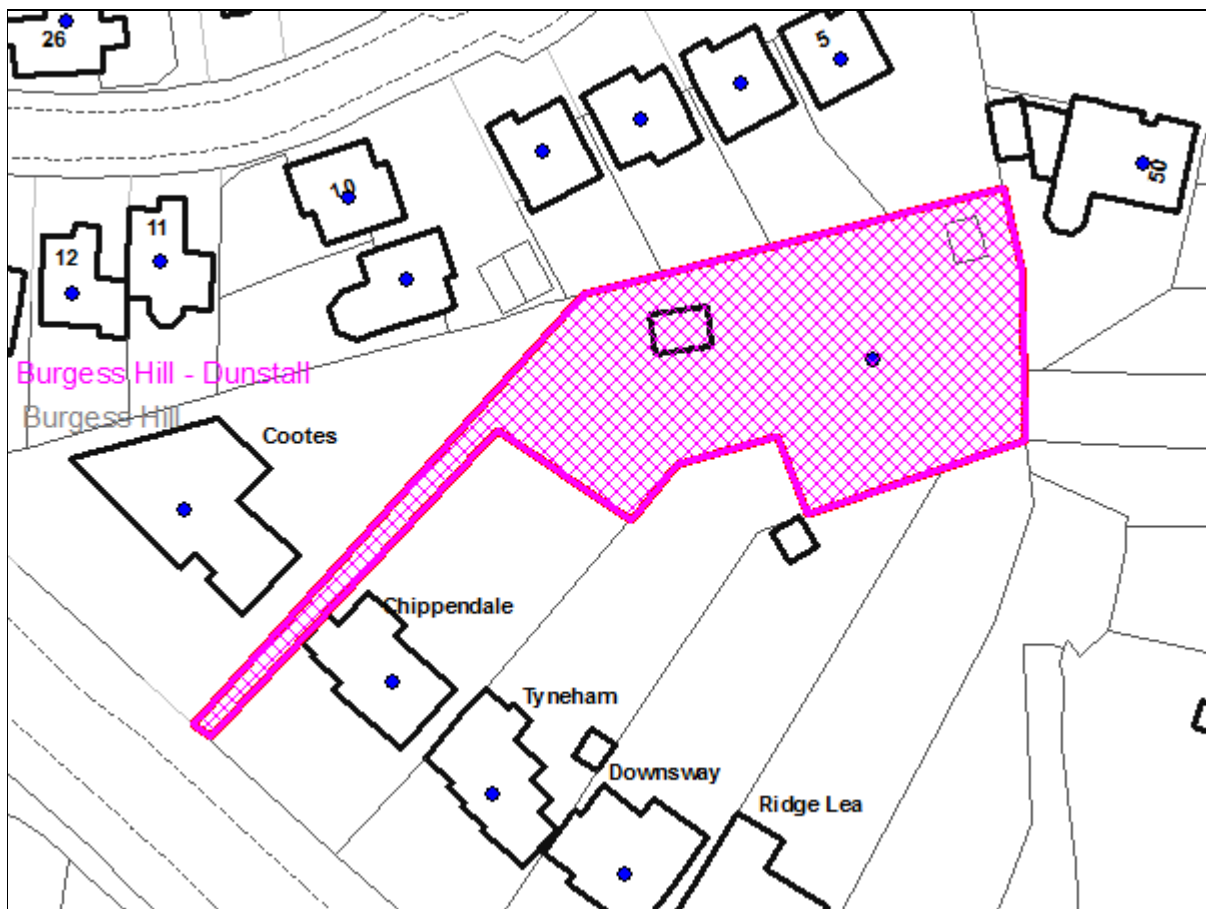 26
5
50
10
11
12
Burgess Hill - Dunstall
Burgess Hill
Cootes
Chippendale
Tyneham
Downsway
Ridge Lea